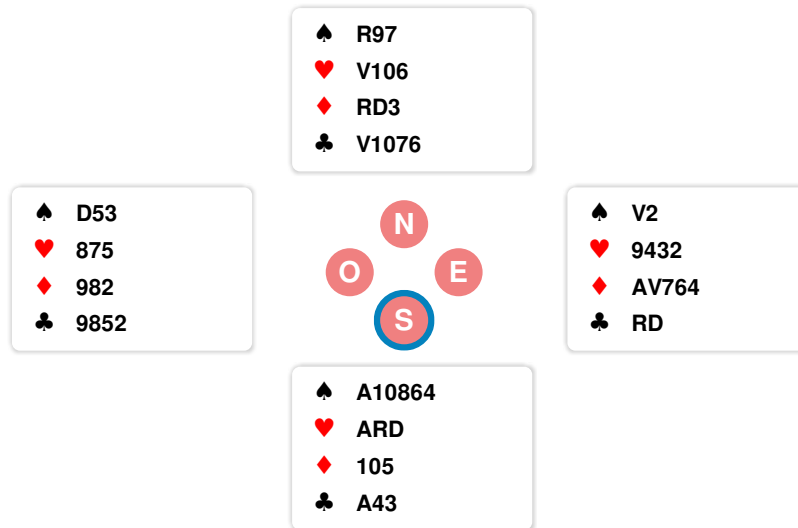 ♠ R97
♥ V106
♦ RD3
♣ V1076
♠ D53
♥ 875
♦ 982
♣ 9852
N
O E
S
♠ V2
♥ 9432
♦ AV764
♣ RD
♠ A10864
♥ ARD
♦ 105
♣ A43